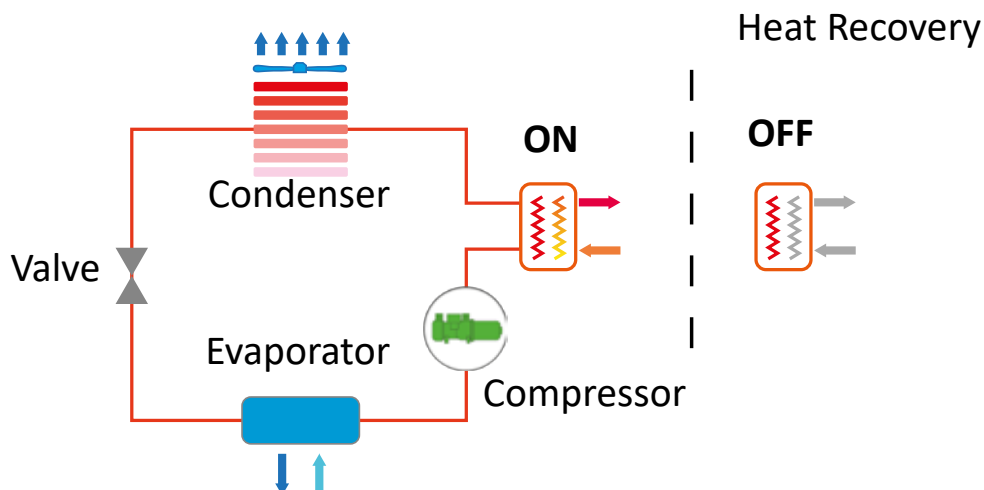 Heat Recovery
ON
OFF
Condenser
Valve
Evaporator
Compressor